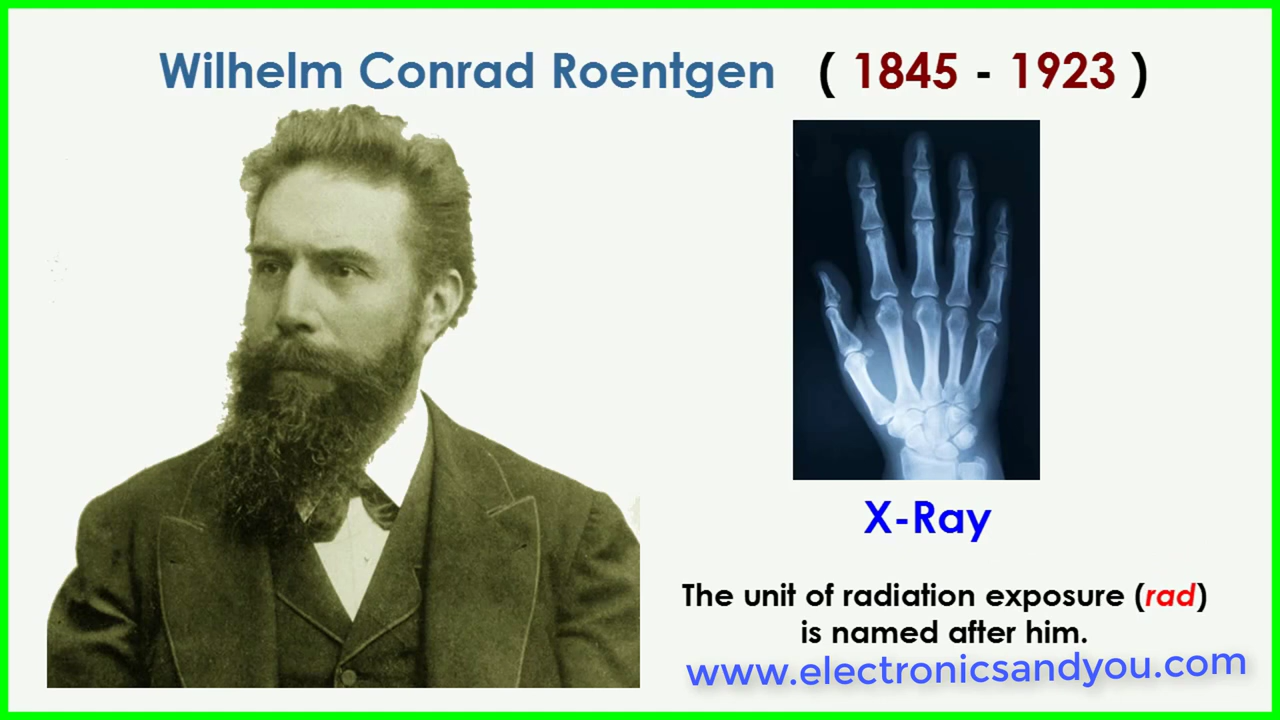 Wilhelm Conrad Roentgen ( 1845 - 1923 )
X-Ray
The unit of radiation exposure (rad)
is named after him.
www.electronicsandyou.com